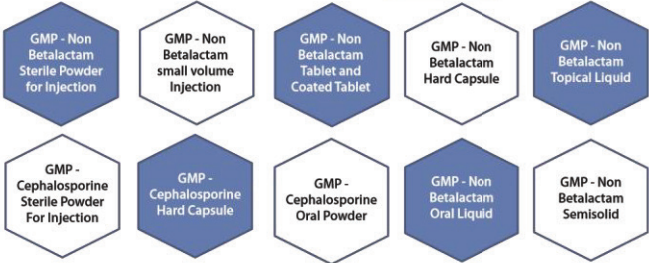 GMP - Non
Betalactam
Sterile Powder
for Injection
GMP - Non
Betalactam
small volume
Injection
GMP - Non
Betalactam
Tablet and
Coated Tablet
GMP - Non
Betalactam
Hard Capsule
GMP - Non
Betalactam
Topical Liquid
GMP -
Cephalosporine
Sterile Powder
For Injection
GMP -
Cephalosporine
Hard Capsule
GMP -
Cephalosporine
Oral Powder
GMP - Non
Betalactam
Oral Liquid
GMP - Non
Betalactam
Semisolid